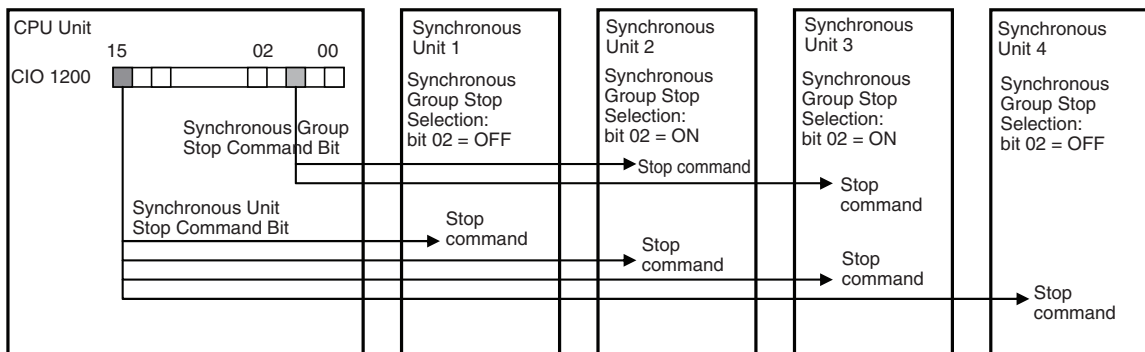 CPU Unit
15 02 00
CIO 1200
Synchronous Group
Stop Command Bit
Synchronous Unit
Stop Command Bit
Synchronous
Unit 1
Synchronous
Group Stop
Selection:
bit 02 = OFF
Stop
command
Synchronous
Unit 2
Synchronous
Group Stop
Selection:
bit 02 = ON
Stop command
Stop
command
Synchronous
Unit 3
Synchronous
Group Stop
Selection:
bit 02 = ON
Stop
command
Stop
command
Synchronous
Unit 4
Synchronous
Group Stop
Selection:
bit 02 = OFF
Stop
command